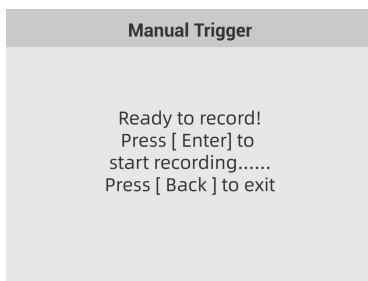 Manual Trigger
Ready to record!
Press [ Enter] to
start recording......
Press [ Back ] to exit